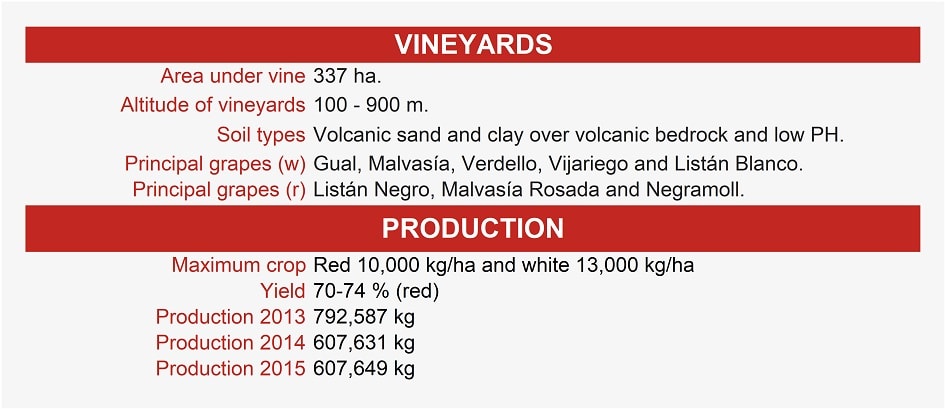 VINEYARDS
Area under vine 337 ha.
Altitude of vineyards 100 - 900 m.
Soil types Volcanic sand and clay over volcanic bedrock and low PH.
Principal grapes (w) Gual, Malvasía, Verdello, Vijariego and Listán Blanco.
Principal grapes (r) Listán Negro, Malvasía Rosada and Negramoll.
PRODUCTION
Maximum crop Red 10,000 kg/ha and white 13,000 kg/ha
Yield 70-74 % (red)
Production 2013 792,587 kg
Production 2014 607,631 kg
Production 2015 607,649 kg